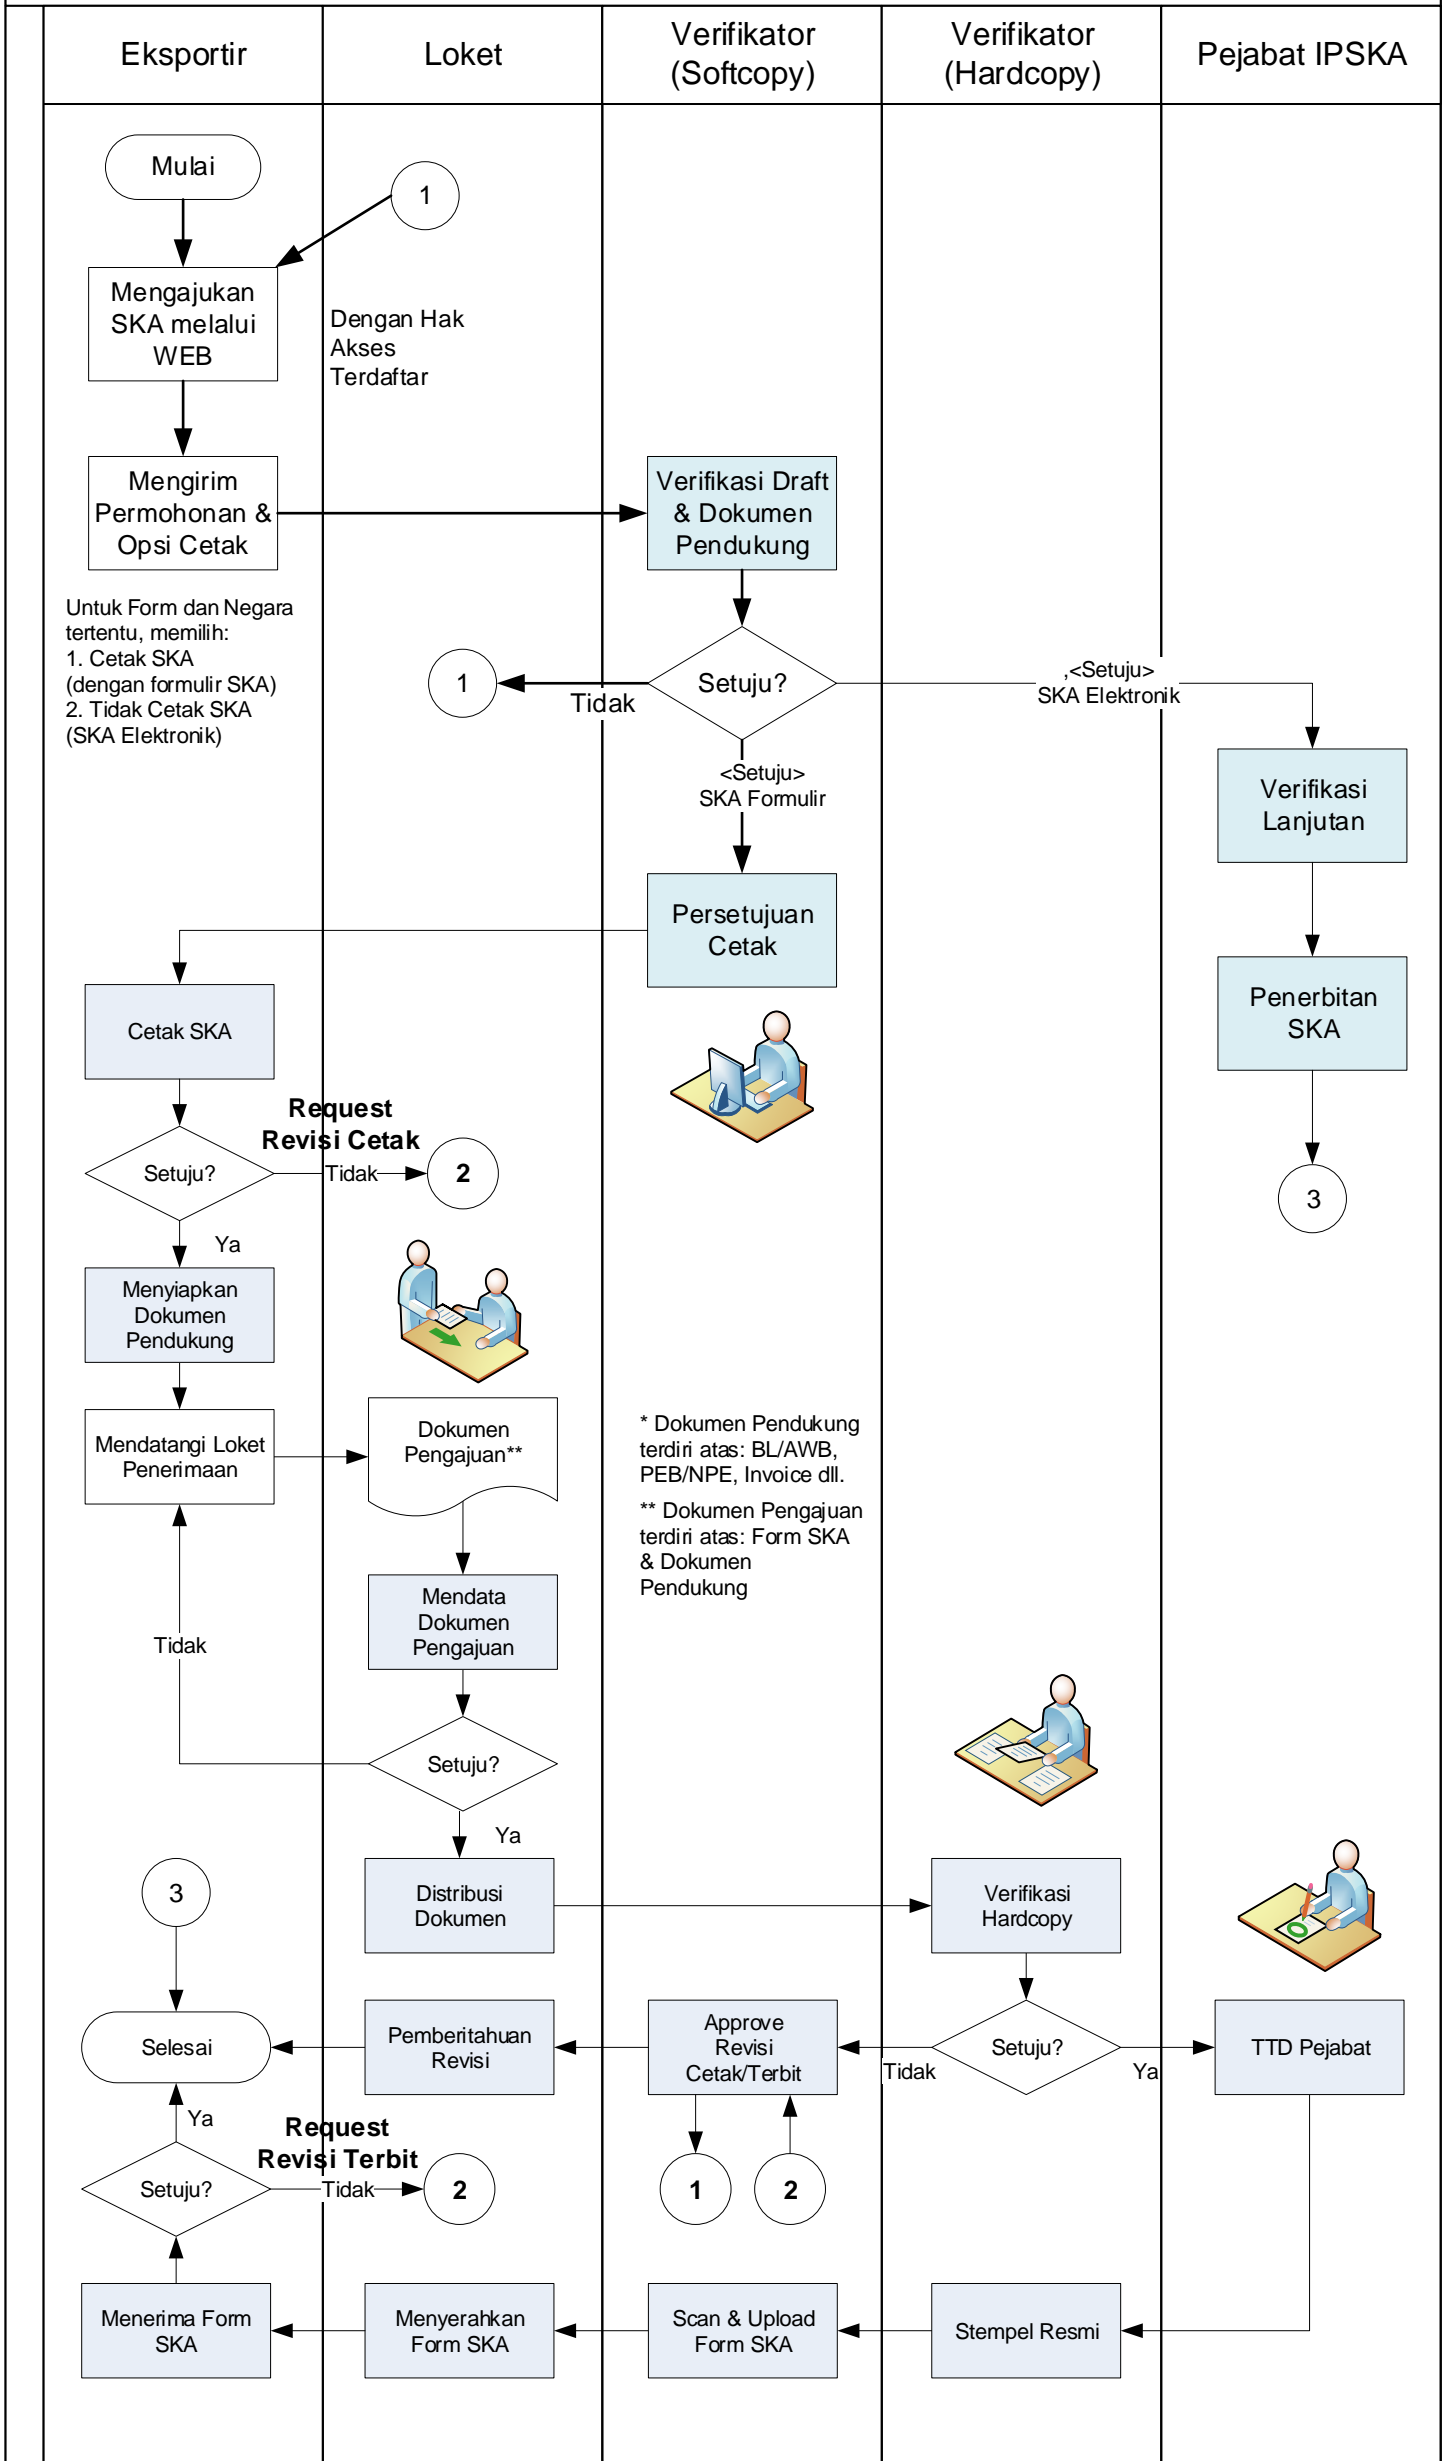 Eksportir
Loket
Verifikator
(Softcopy)
Verifikator
(Hardcopy)
Pejabat IPSKA
Mulai
1
Mengajukan
SKA melalui
WEB
Dengan Hak
Akses
Terdaftar
Mengirim
Permohonan &
Opsi Cetak
Verifikasi Draft
& Dokumen
Pendukung
Untuk Form dan Negara
tertentu, memilih:
1. Cetak SKA
(dengan formulir SKA)
2. Tidak Cetak SKA
(SKA Elektronik)
1
Tidak
Setuju?
,<Setuju>
SKA Elektronik
<Setuju>
SKA Formulir
Verifikasi
Lanjutan
Persetujuan
Cetak
Penerbitan
SKA
Cetak SKA
Request
Revisi Cetak
Setuju?
Tidak
2
3
Ya
Menyiapkan
Dokumen
Pendukung
Mendatangi Loket
Penerimaan
Dokumen
Pengajuan**
* Dokumen Pendukung
terdiri atas: BL/AWB,
PEB/NPE, Invoice dll.
** Dokumen Pengajuan
terdiri atas: Form SKA
& Dokumen
Pendukung
Mendata
Dokumen
Pengajuan
Tidak
Setuju?
Ya
3
Distribusi
Dokumen
Verifikasi
Hardcopy
Selesai
Pemberitahuan
Revisi
Approve
Revisi
Cetak/Terbit
Tidak
Setuju?
Ya
TTD Pejabat
Ya
Request
Revisi Terbit
Setuju?
Tidak
2
1
2
Menerima Form
SKA
Menyerahkan
Form SKA
Scan & Upload
Form SKA
Stempel Resmi